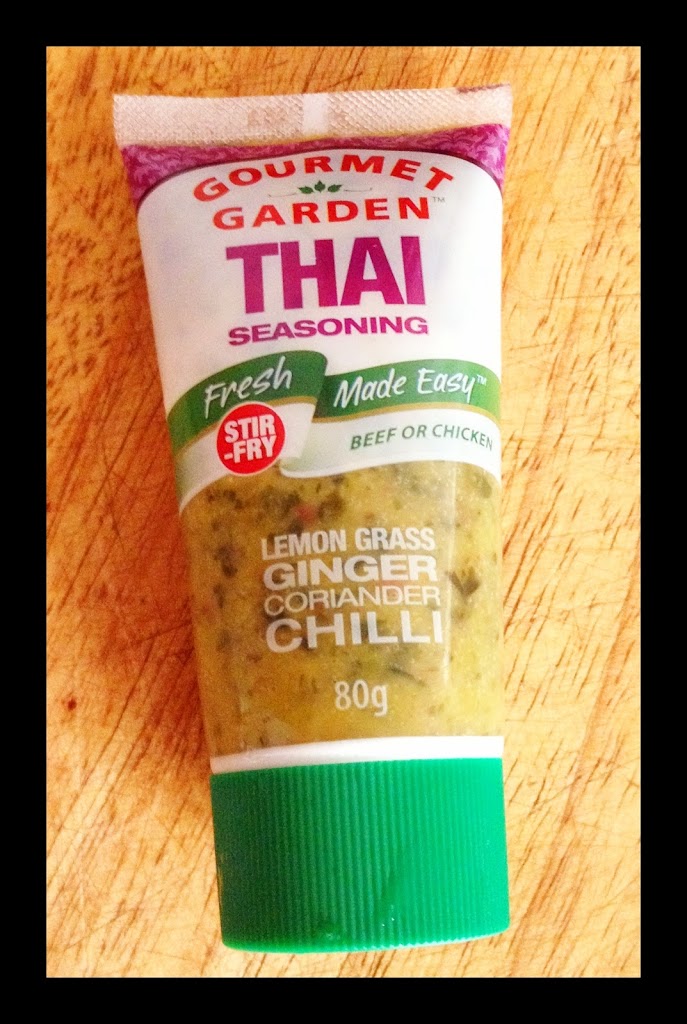 GOURMET
GARDEN™
THAI
SEASONING
Fresh Made Easy™
STIR
-FRY
BEEF OR CHICKEN
LEMON GRASS
GINGER
CORIANDER
CHILLI
80g